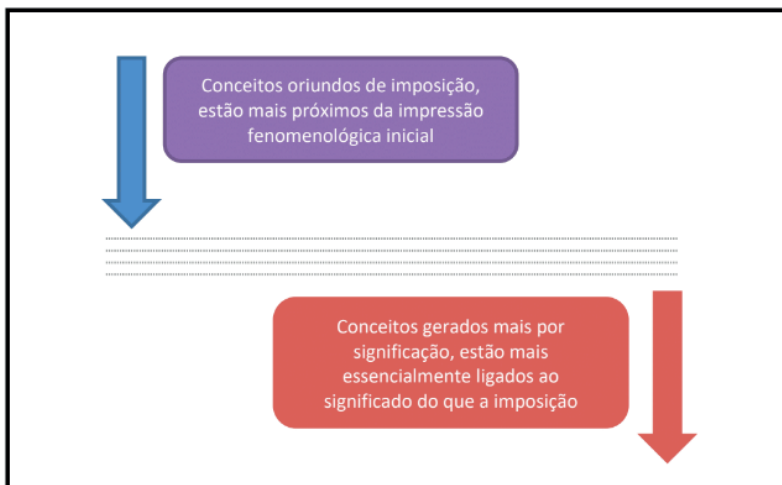 Conceitos oriundos de imposição,
estão mais próximos da impressão
fenomenológica inicial
Conceitos gerados mais por
significação, estão mais
essencialmente ligados ao
significado do que a imposição